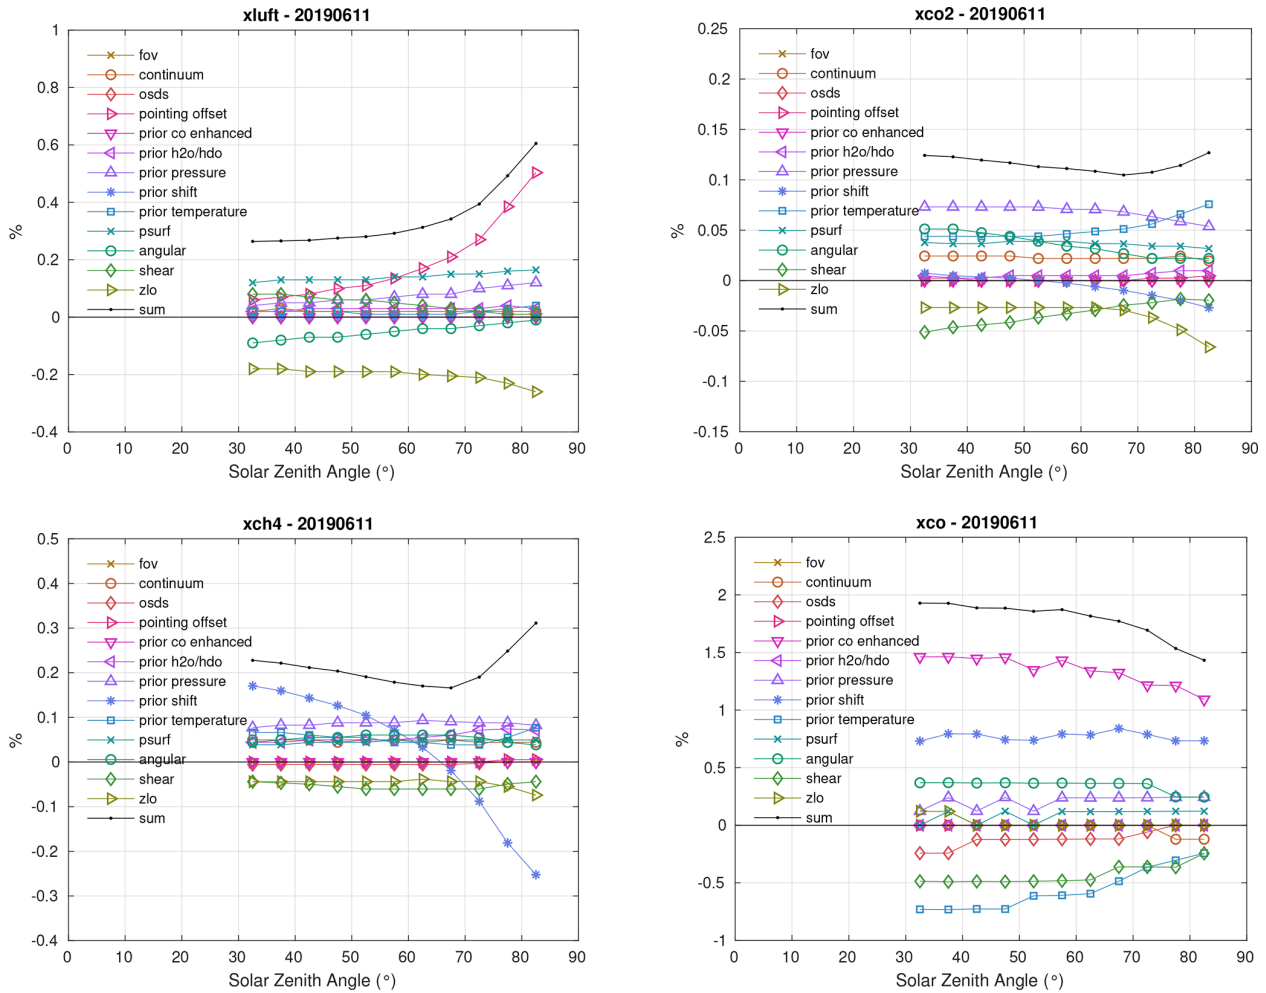 xluft - 20190611
1
0.8
0.6
0.4
0.2
0
-0.2
-0.4
%
fov
continuum
osds
pointing offset
prior co enhanced
prior h2o/hdo
prior pressure
prior shift
prior temperature
psurf
angular
shear
zlo
sum
0 10 20 30 40 50 60 70 80 90
Solar Zenith Angle (°)
xco2 - 20190611
0.25
0.2
0.15
0.1
0.05
0
-0.05
-0.1
-0.15
%
fov
continuum
osds
pointing offset
prior co enhanced
prior h2o/hdo
prior pressure
prior shift
prior temperature
psurf
angular
shear
zlo
sum
0 10 20 30 40 50 60 70 80 90
Solar Zenith Angle (°)
xch4 - 20190611
0.5
0.4
0.3
0.2
0.1
0
-0.1
-0.2
-0.3
-0.4
%
fov
continuum
osds
pointing offset
prior co enhanced
prior h2o/hdo
prior pressure
prior shift
prior temperature
psurf
angular
shear
zlo
sum
0 10 20 30 40 50 60 70 80 90
Solar Zenith Angle (°)
xco - 20190611
2.5
2
1.5
1
0.5
0
-0.5
-1
%
fov
continuum
osds
pointing offset
prior co enhanced
prior h2o/hdo
prior pressure
prior shift
prior temperature
psurf
angular
shear
zlo
sum
0 10 20 30 40 50 60 70 80 90
Solar Zenith Angle (°)